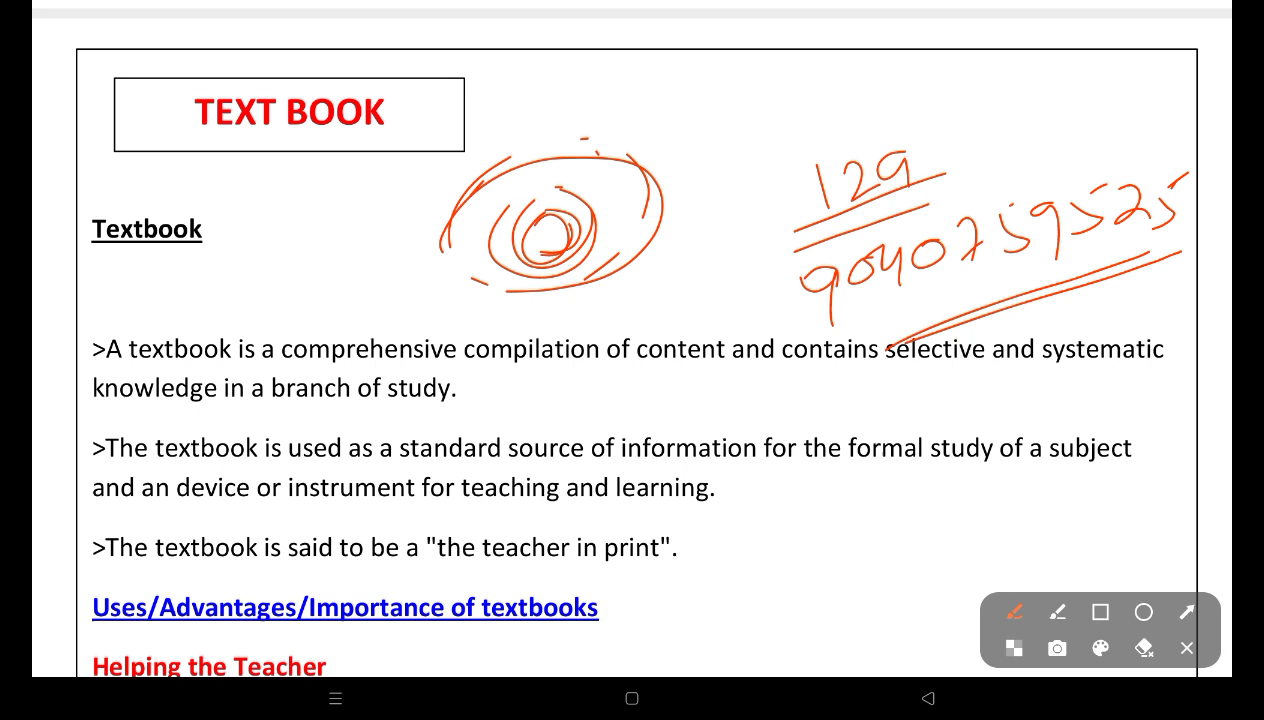 TEXT BOOK
129
Textbook
9040759525
>A textbook is a comprehensive compilation of content and contains selective and systematic
knowledge in a branch of study.
>The textbook is used as a standard source of information for the formal study of a subject
and an device or instrument for teaching and learning.
>The textbook is said to be a "the teacher in print".
Uses/Advantages/Importance of textbooks
Helping the Teacher